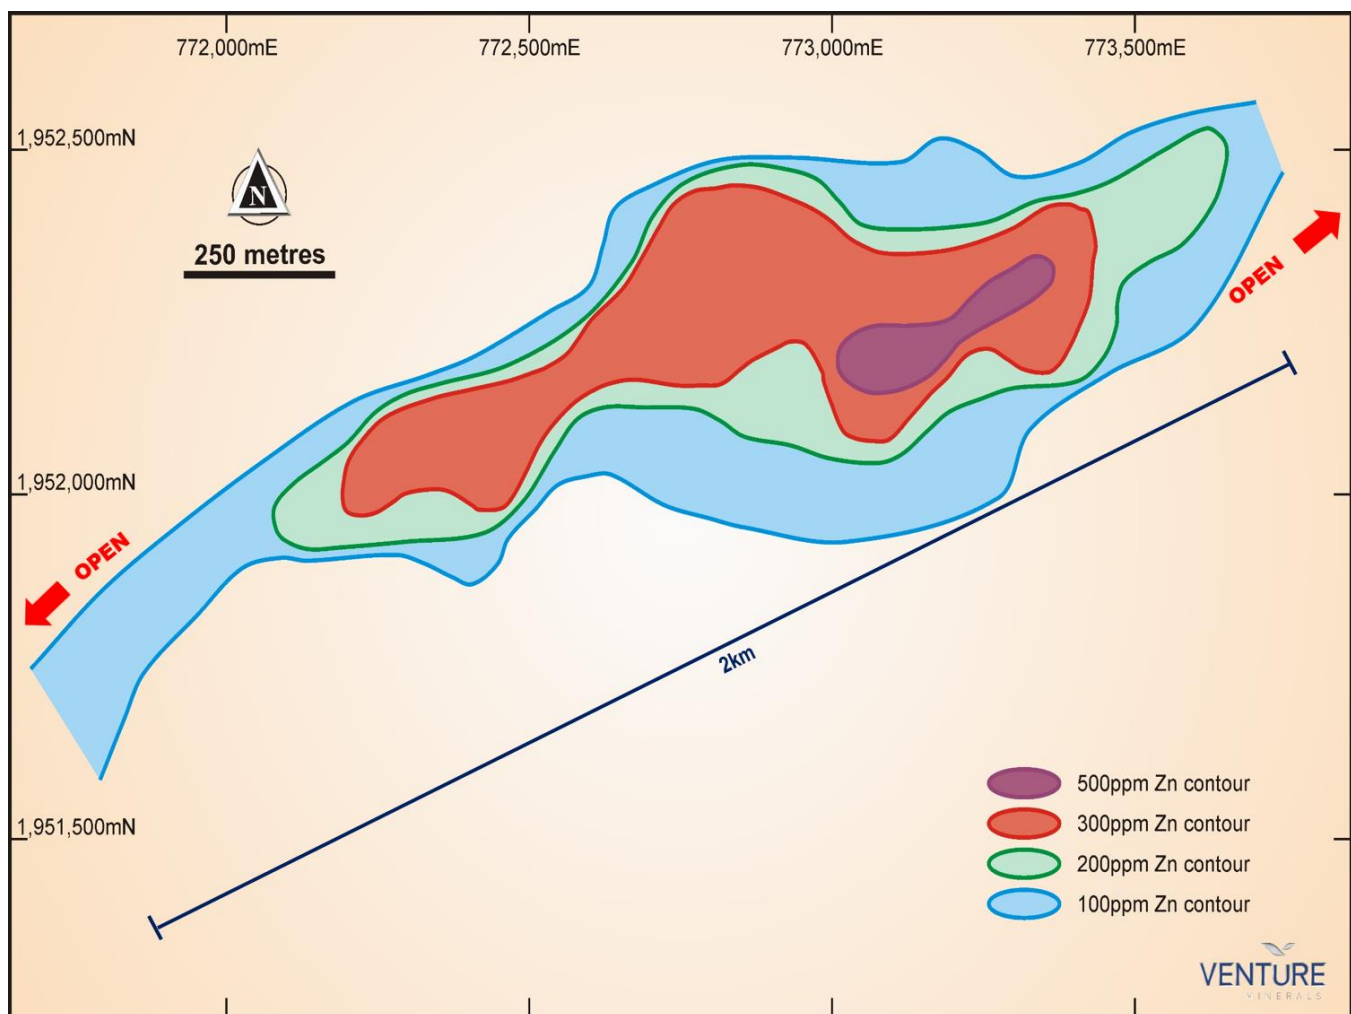 772,000mE
772,500mE
773,000mE
773,500mE
1,952,500mN
N
250 metres
OPEN
1,952,000mN
OPEN
2km
500ppm Zn contour
1,951,500mN
300ppm Zn contour
200ppm Zn contour
100ppm Zn contour
VENTURE
MINERALS